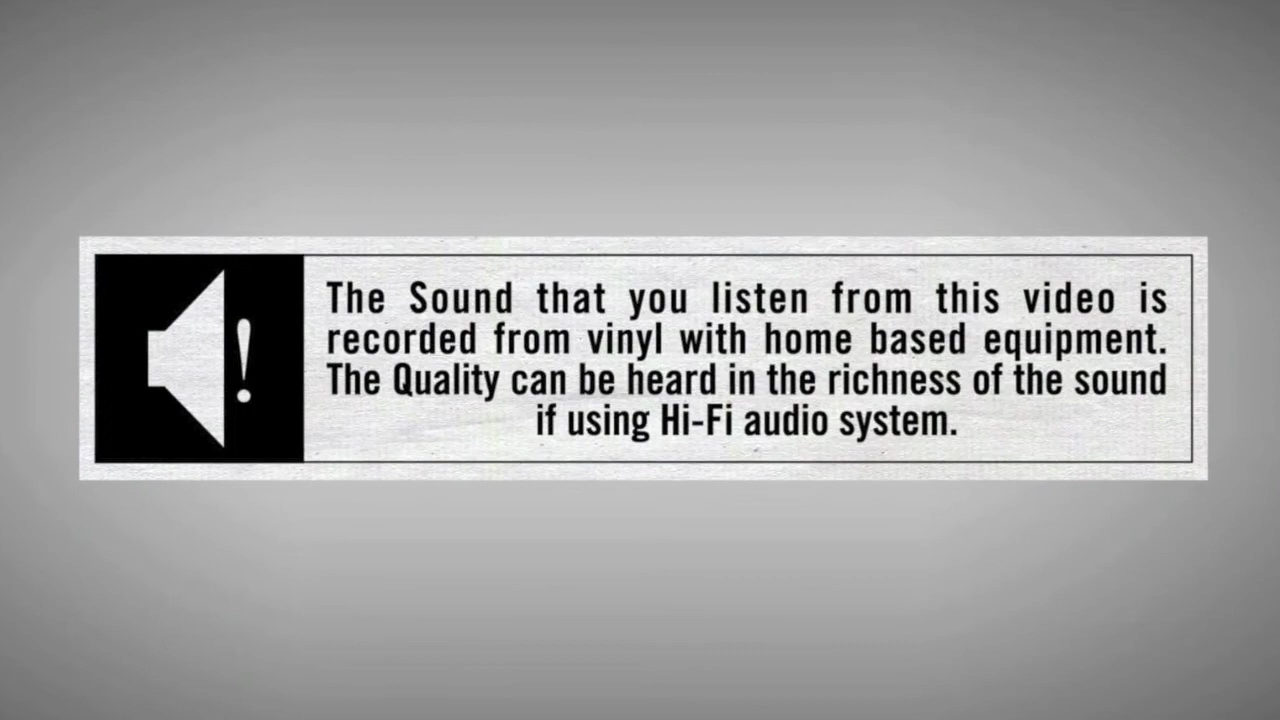 The Sound that you listen from this video is
recorded from vinyl with home based equipment.
The Quality can be heard in the richness of the sound
if using Hi-Fi audio system.